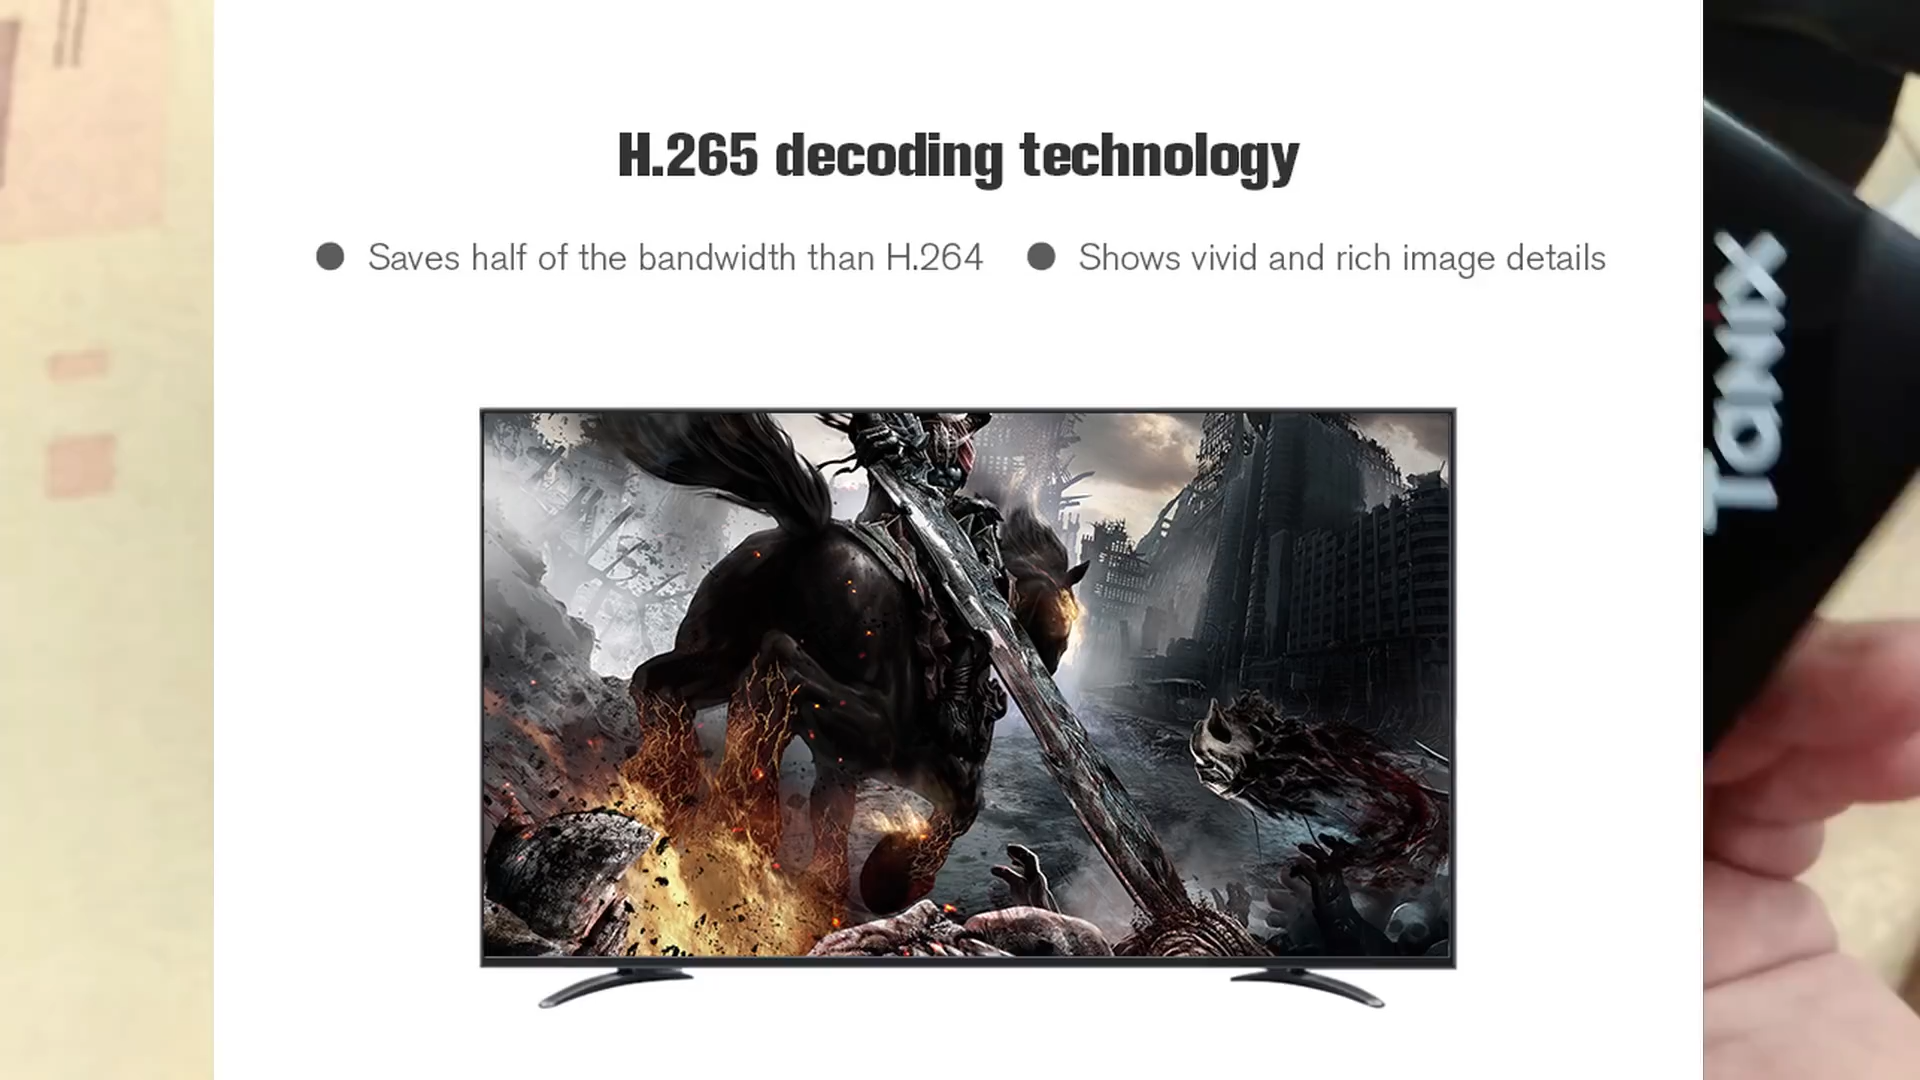 H.265 decoding technology
Saves half of the bandwidth than H.264
Shows vivid and rich image details
Tanix